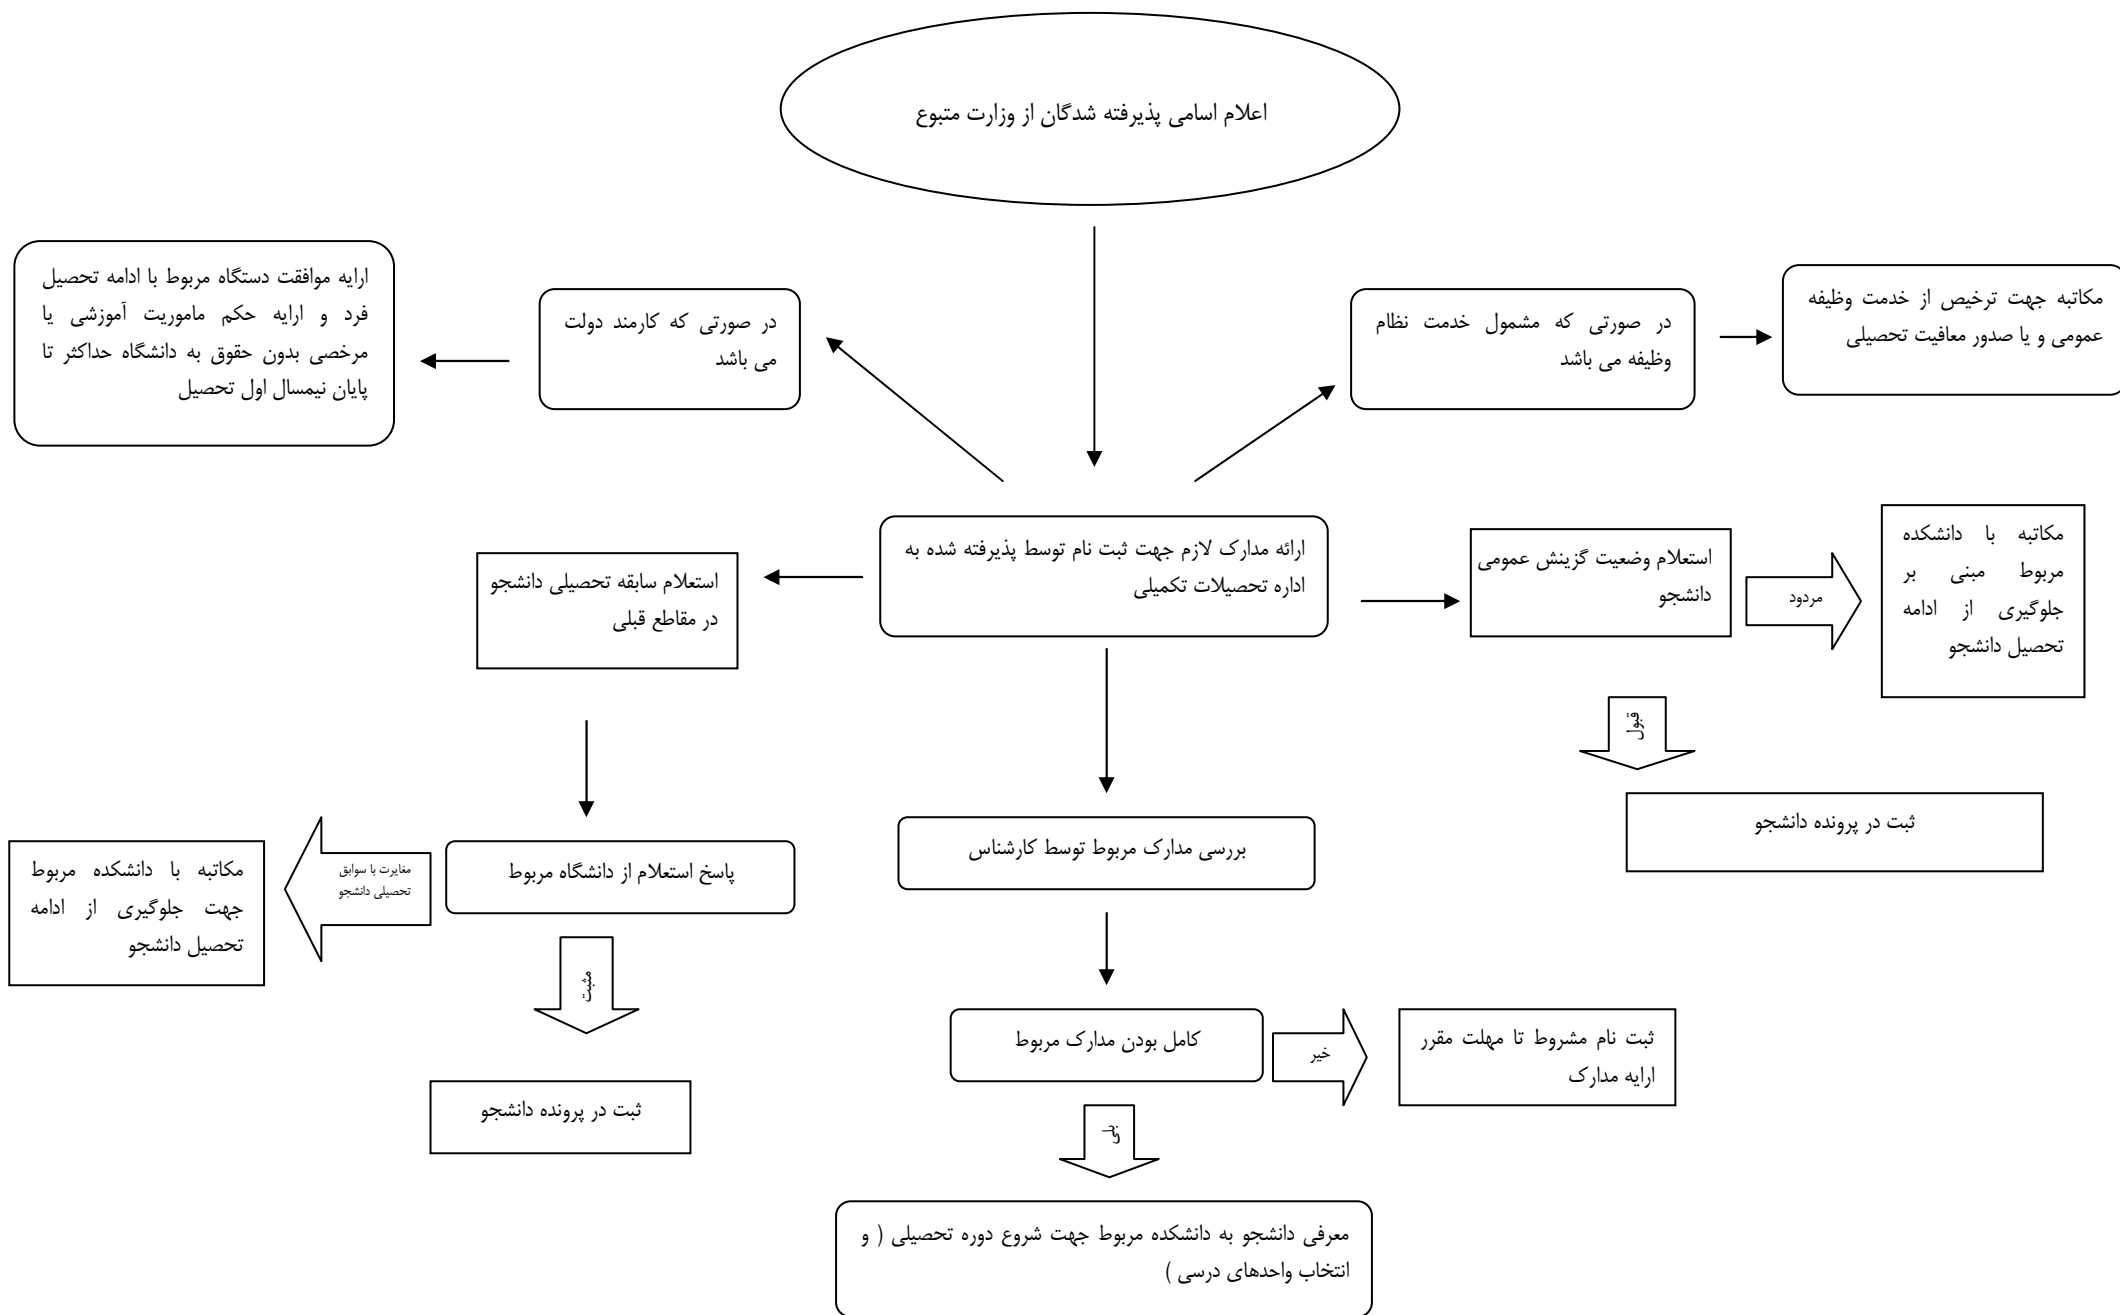 اعلام اسامی پذیرفته شدگان از وزارت متبوع
مکاتبه جهت ترخیص از خدمت وظیفه
عمومی و یا صدور معافیت تحصیلی
در صورتی که مشمول خدمت نظام
وظیفه می باشد
در صورتی که کارمند دولت
می باشد
ارایه موافقت دستگاه مربوط با ادامه تحصیل
فرد و ارایه حکم ماموریت آموزشی یا
مرخصی بدون حقوق به دانشگاه حداکثر تا
پایان نیمسال اول تحصیل
مکاتبه با دانشکده
مربوط مبنی بر
جلوگیری از ادامه
تحصیل دانشجو
مردود
استعلام وضعیت گزینش عمومی
دانشجو
ارائه مدارک لازم جهت ثبت نام توسط پذیرفته شده به
اداره تحصیلات تکمیلی
استعلام سابقه تحصیلی دانشجو
در مقاطع قبلی
قبول
ثبت در پرونده دانشجو
بررسی مدارک مربوط توسط کارشناس
پاسخ استعلام از دانشگاه مربوط
مغایرت با سوابق
تحصیلی دانشجو
مکاتبه با دانشکده مربوط
جهت جلوگیری از ادامه
تحصیل دانشجو
مثبت
ثبت نام مشروط تا مهلت مقرر
ارایه مدارک
خیر
کامل بودن مدارک مربوط
ثبت در پرونده دانشجو
بلی
معرفی دانشجو به دانشکده مربوط جهت شروع دوره تحصیلی ( و
انتخاب واحدهای درسی )